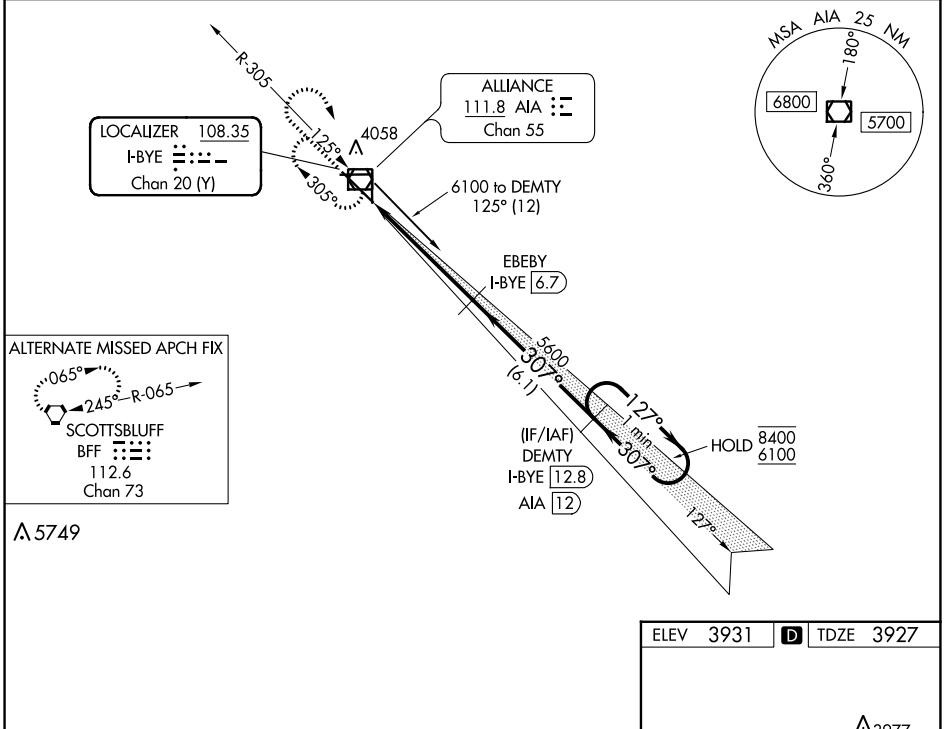 MSA AIA 25 NM
180°
6800
5700
360°
R-305
125°
305°
4058
ALLIANCE
111.8 AIA
Chan 55
LOCALIZER 108.35
I-BYE
Chan 20 (Y)
6100 to DEMTY
125° (12)
EBEBY
I-BYE 6.7
5600
307°
(6.1)
127°
1 min
307°
HOLD 8400
6100
(IF/IAF)
DEMTY
I-BYE 12.8
AIA 12
127°
ALTERNATE MISSED APCH FIX
065°
245° R-065
SCOTTSBLUFF
BFF
112.6
Chan 73
5749
ELEV 3931 D TDZE 3927